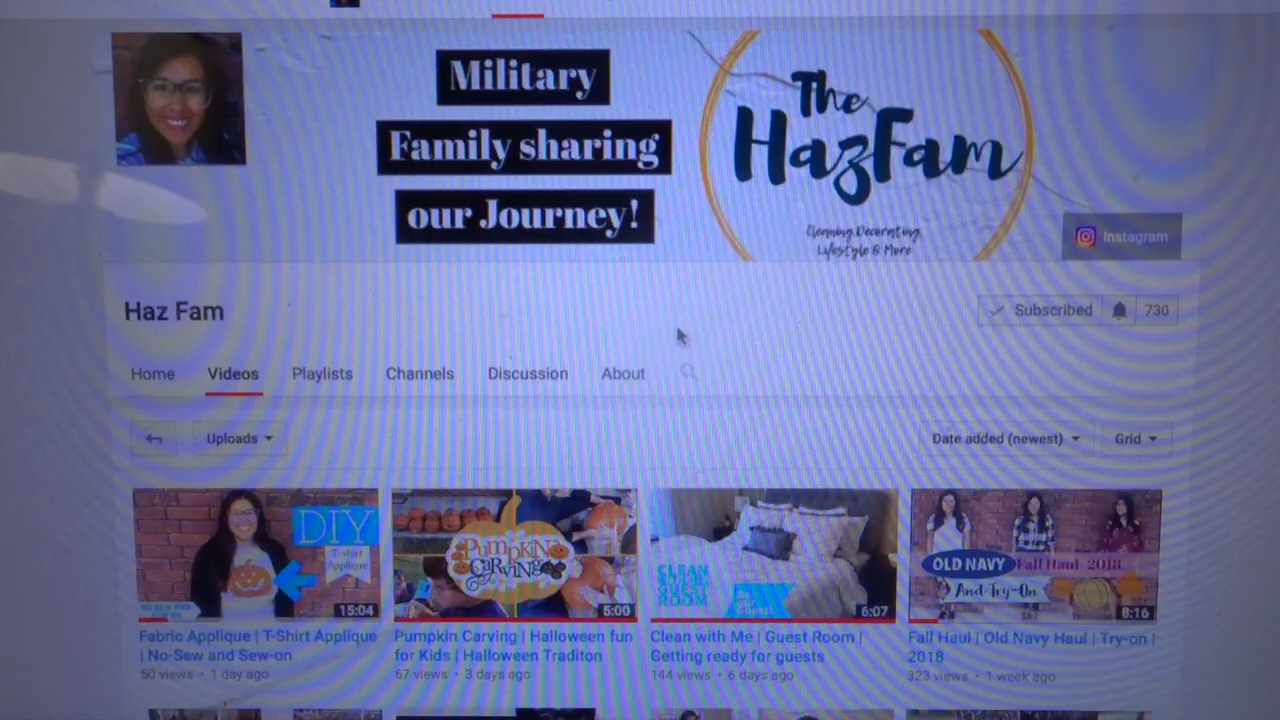 Military
Family sharing
our Journey!
The
HazFam
Cleaning, Decorating,
Lifestyle & More
Instagram
Haz Fam
Subscribed 730
Home Videos Playlists Channels Discussion About
Uploads Date added (newest) Grid
DIY
T-shirt
Applique
15:04
PUMPKIN
CARVING
5:00
CLEAN
GUEST
ROOM
6:07
OLD NAVY Fall Haul 2018
And Try-On
8:16
Fabric Applique | T-Shirt Applique
| No-Sew and Sew-on
50 views • 1 day ago
Pumpkin Carving | Halloween fun
for Kids | Halloween Traditon
67 views • 3 days ago
Clean with Me | Guest Room |
Getting ready for guests
144 views • 6 days ago
Fall Haul | Old Navy Haul | Try-on |
2018
323 views • 1 week ago